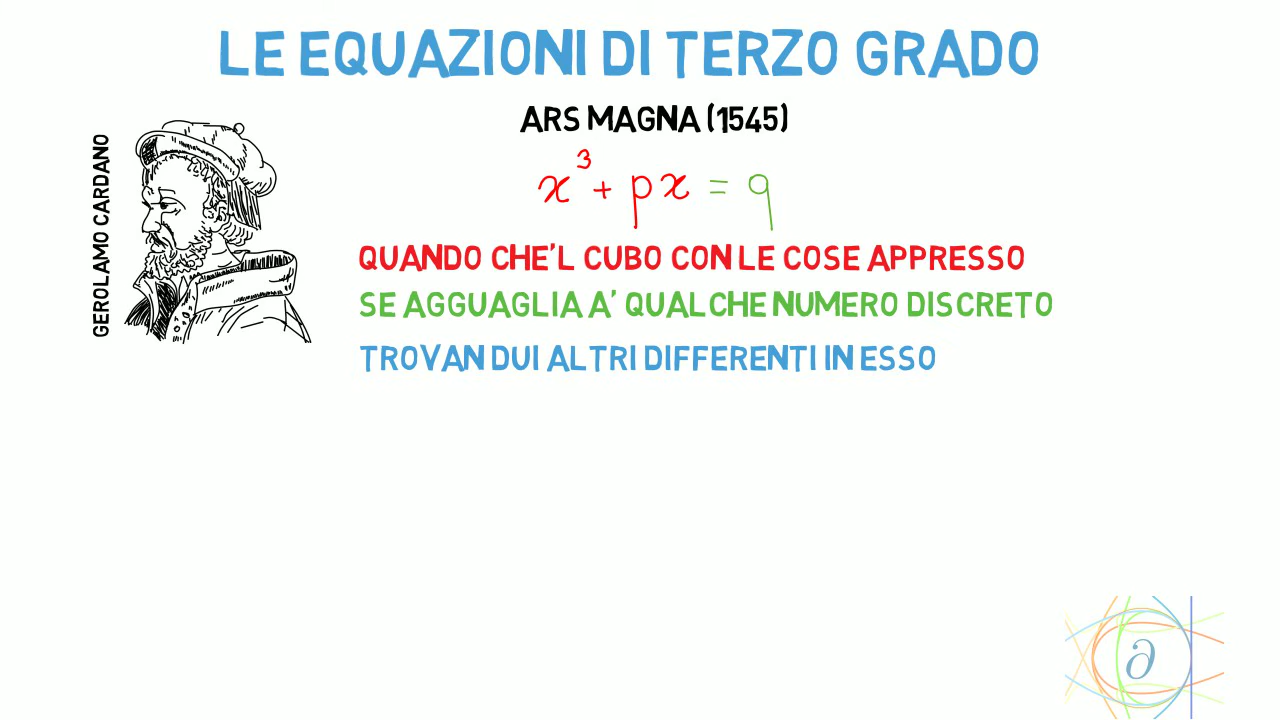 LE EQUAZIONI DI TERZO GRADO
ARS MAGNA (1545)
GEROLAMO CARDANO
x³ + px = q
QUANDO CHE'L CUBO CON LE COSE APPRESSO
SE AGGUAGLIA A' QUALCHE NUMERO DISCRETO
TROVAN DUI ALTRI DIFFERENTI IN ESSO
∂